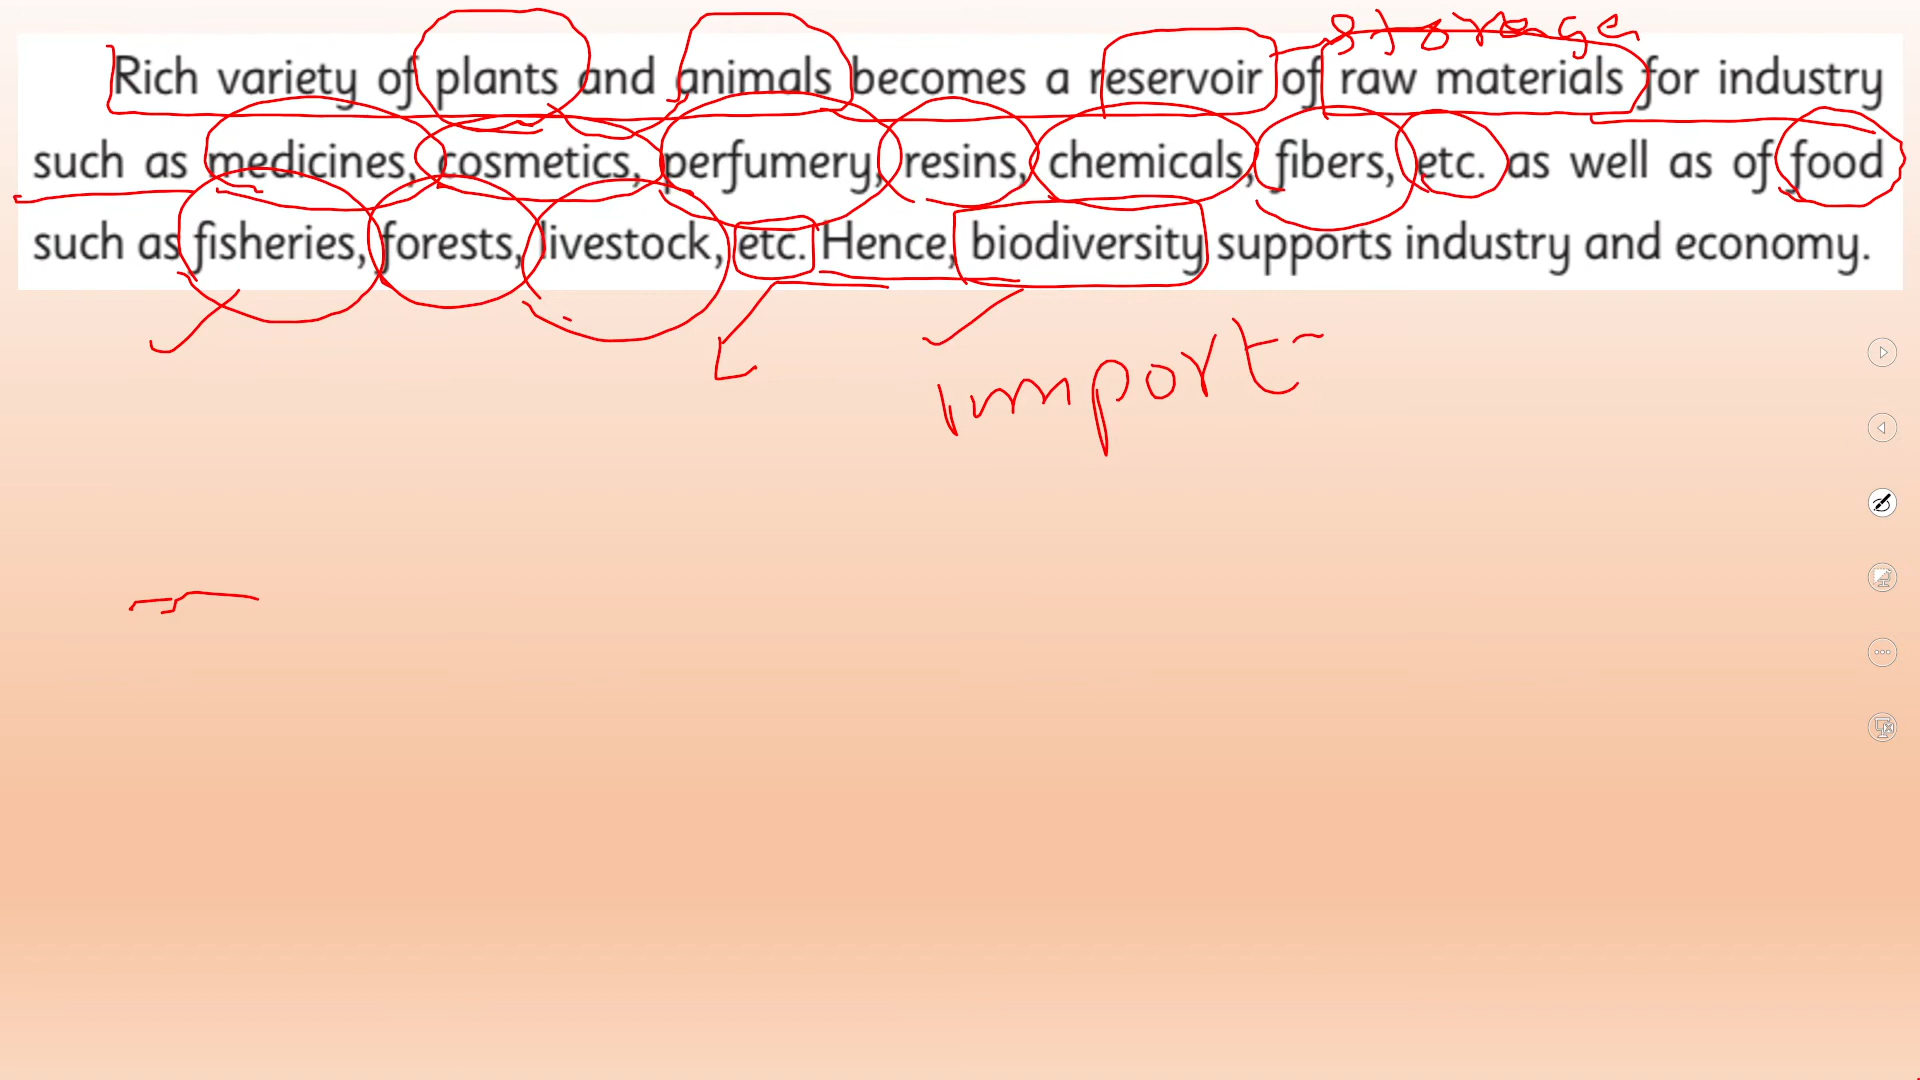 storage
Rich variety of plants and animals becomes a reservoir of raw materials for industry
such as medicines, cosmetics, perfumery, resins, chemicals, fibers, etc. as well as of food
such as fisheries, forests, livestock, etc. Hence, biodiversity supports industry and economy.
import-